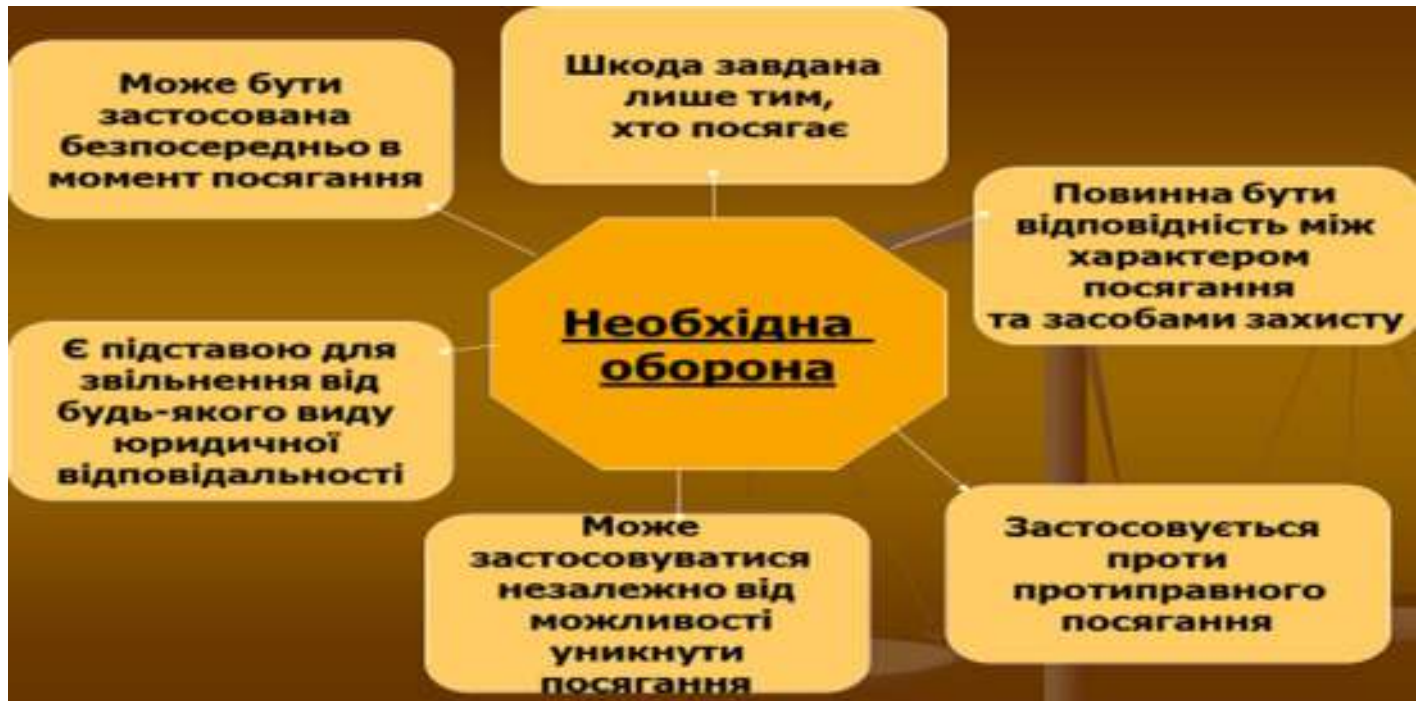 Може бути
застосована
безпосередньо в
момент посягання
Шкода завдана
лише тим,
хто посягає
Повинна бути
відповідність між
характером
посягання
та засобами захисту
Необхідна
оборона
Є підставою для
звільнення від
будь-якого виду
юридичної
відповідальності
Може
застосовуватися
незалежно від
можливості
уникнути
посягання
Застосовується
проти
протиправного
посягання